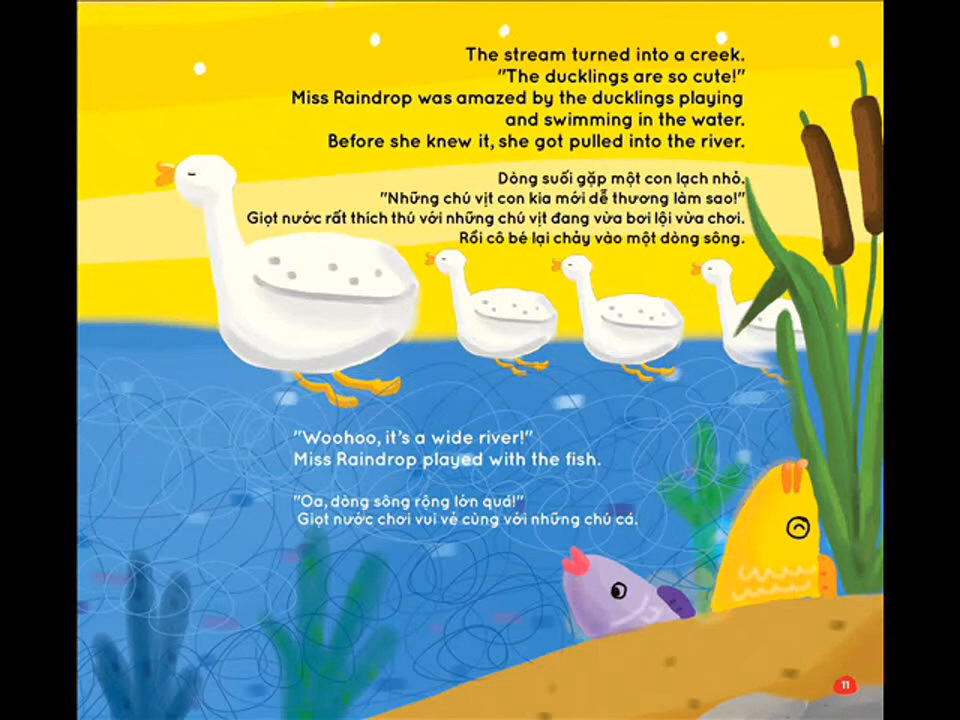 The stream turned into a creek.
"The ducklings are so cute!"
Miss Raindrop was amazed by the ducklings playing
and swimming in the water.
Before she knew it, she got pulled into the river.
Dòng suối gặp một con lạch nhỏ.
"Những chú vịt con kia mới dễ thương làm sao!"
Giọt nước rất thích thú với những chú vịt đang vừa bơi lội vừa chơi.
Rồi cô bé lại chảy vào một dòng sông.
"Woohoo, it's a wide river!"
Miss Raindrop played with the fish.
"Oa, dòng sông rộng lớn quá!"
Giọt nước chơi vui vẻ cùng với những chú cá.
11